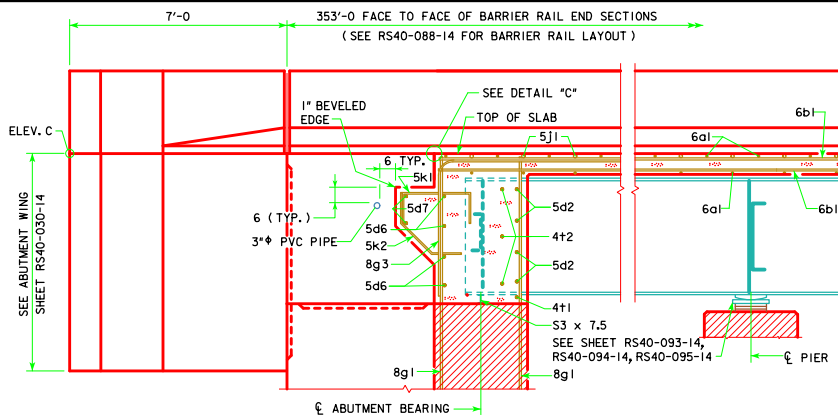 7'-0
353'-0 FACE TO FACE OF BARRIER RAIL END SECTIONS
(SEE RS40-088-14 FOR BARRIER RAIL LAYOUT)
SEE DETAIL "C"
1" BEVELED
EDGE
TOP OF SLAB
6b1
ELEV. C
5j1
6a1
6 TYP.
5k1
6 (TYP.)
5d7
6a1
6b1
5d2
3"Φ PVC PIPE
5d6
4t2
5k2
8g3
5d2
5d6
4t1
SEE ABUTMENT WING
SHEET RS40-030-14
S3 x 7.5
SEE SHEET RS40-093-14,
RS40-094-14, RS40-095-14
℄ PIER
8g1
8g1
℄ ABUTMENT BEARING